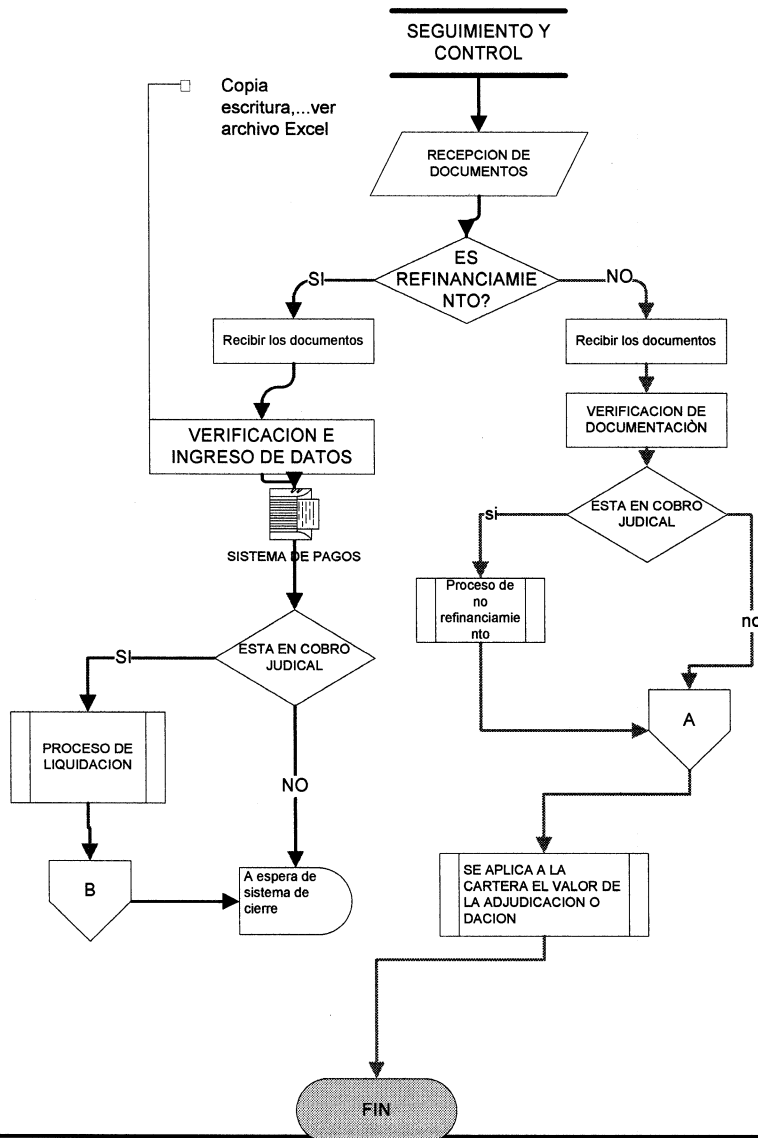 SEGUIMIENTO Y
CONTROL
Copia
escritura,...ver
archivo Excel
RECEPCION DE
DOCUMENTOS
ES
REFINANCIAMIE
NTO?
SI
NO
Recibir los documentos
Recibir los documentos
VERIFICACION E
INGRESO DE DATOS
VERIFICACION DE
DOCUMENTACIÒN
SISTEMA DE PAGOS
ESTA EN COBRO
JUDICAL
si
no
Proceso de
no
refinanciamie
nto
ESTA EN COBRO
JUDICAL
SI
NO
A
PROCESO DE
LIQUIDACION
B
A espera de
sistema de
cierre
SE APLICA A LA
CARTERA EL VALOR DE
LA ADJUDICACION O
DACION
FIN